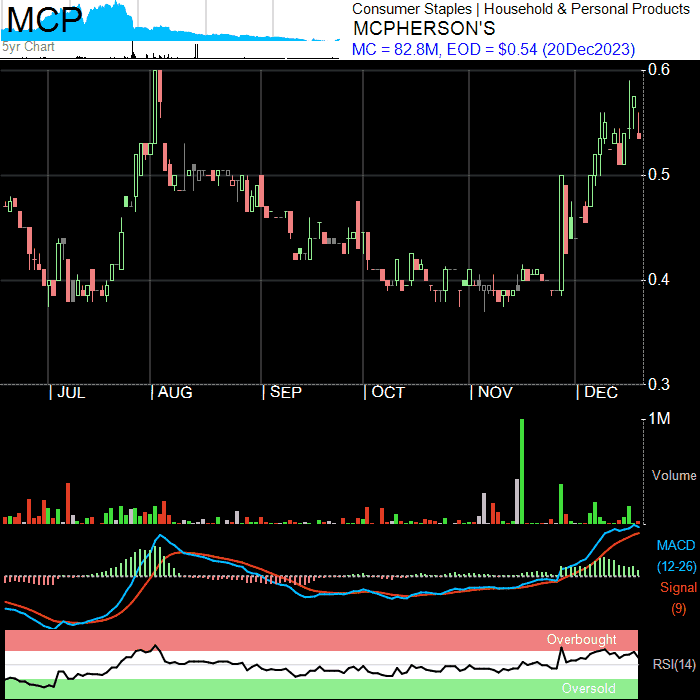 MCP
5yr Chart
Consumer Staples | Household & Personal Products
MCPHERSON'S
MC = 82.8M, EOD = $0.54 (20Dec2023)
0.6
0.5
0.4
0.3
| JUL | AUG | SEP | OCT | NOV | DEC
1M
Volume
MACD
(12-26)
Signal
(9)
Overbought
RSI(14)
Oversold